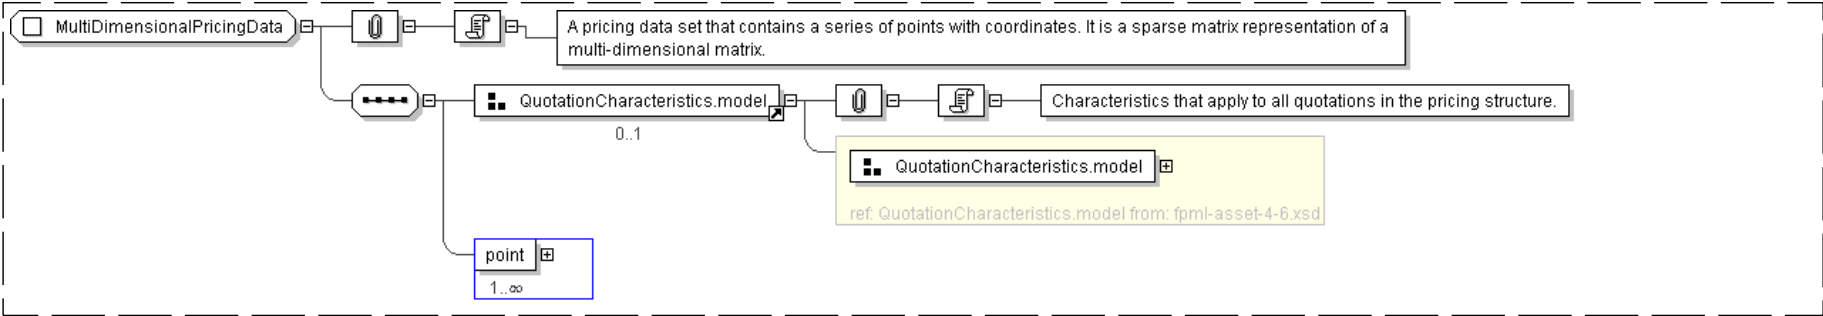 MultiDimensionalPricingData
A pricing data set that contains a series of points with coordinates. It is a sparse matrix representation of a
multi-dimensional matrix.
QuotationCharacteristics.model
Characteristics that apply to all quotations in the pricing structure.
0..1
QuotationCharacteristics.model
ref: QuotationCharacteristics.model from: fpml-asset-4-6.xsd
point
1..∞